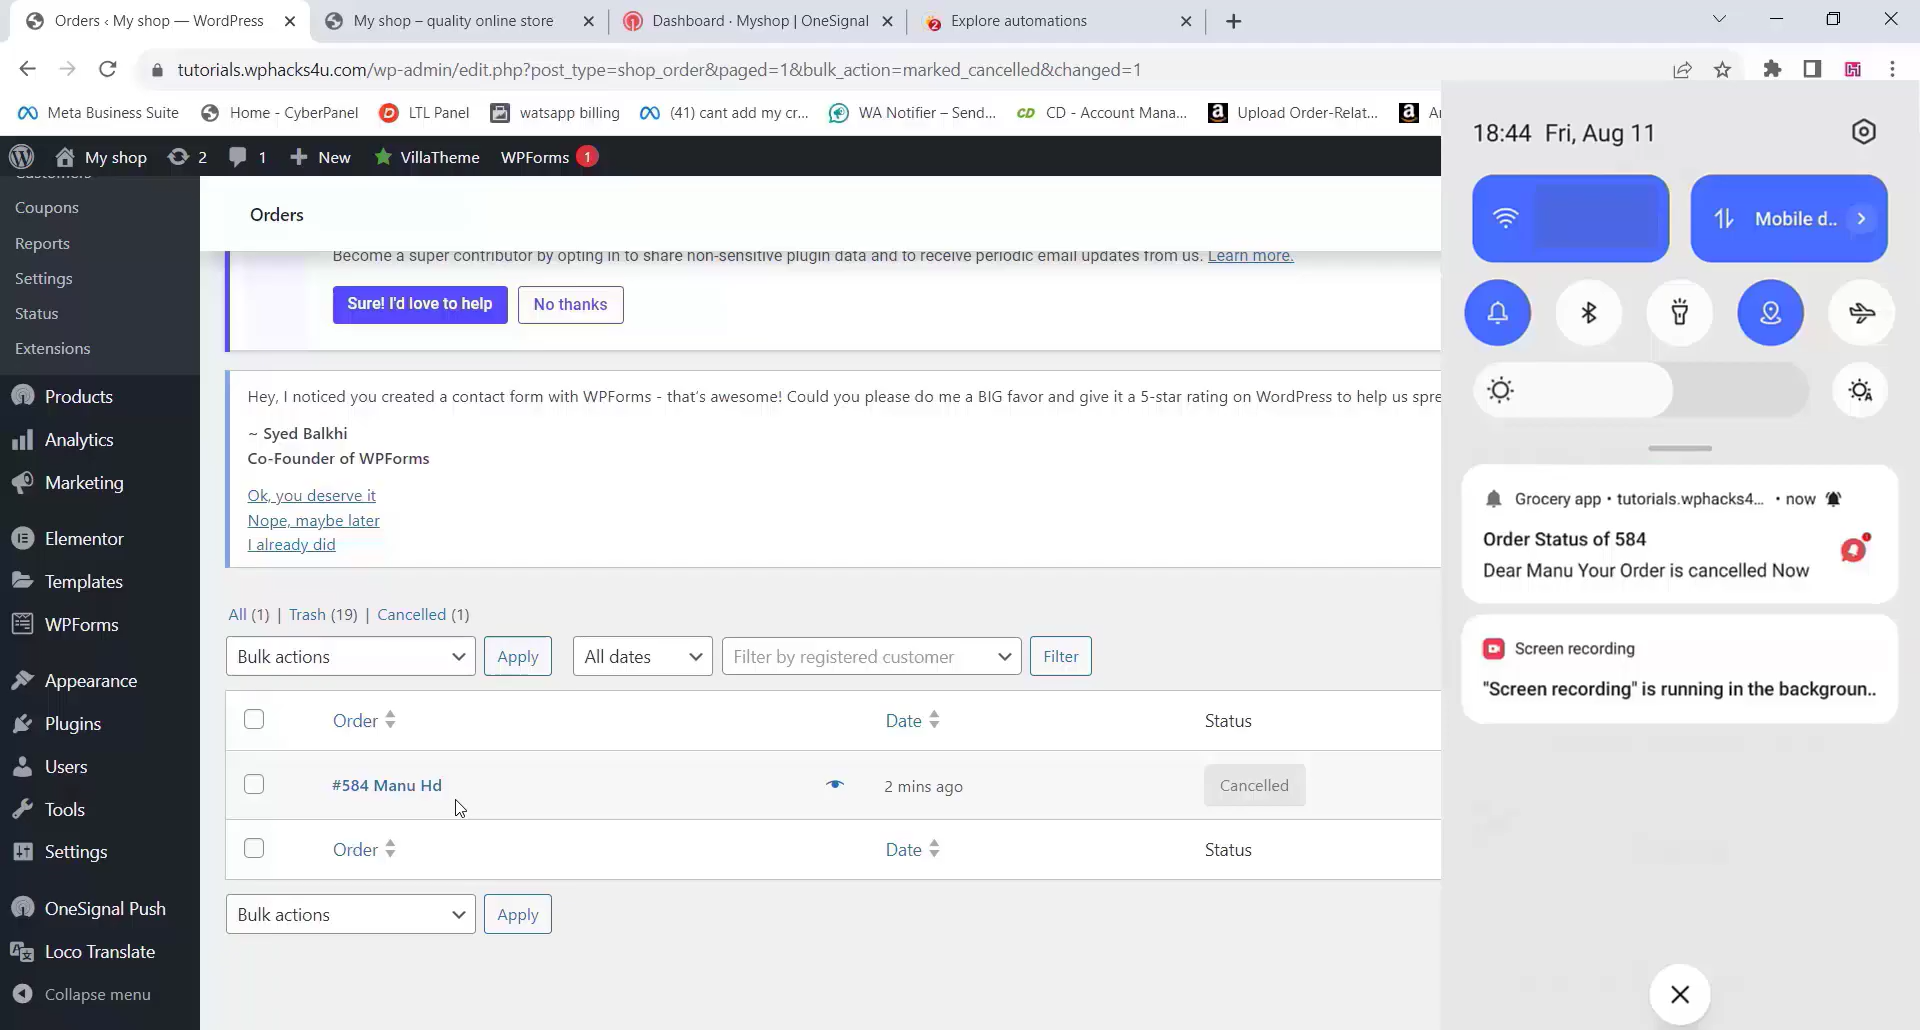 Orders ‹ My shop — WordPress
My shop – quality online store
Dashboard · Myshop | OneSignal
2
Explore automations
tutorials.wphacks4u.com/wp-admin/edit.php?post_type=shop_order&paged=1&bulk_action=marked_cancelled&changed=1
Meta Business Suite
Home - CyberPanel
LTL Panel
watsapp billing
(41) cant add my cr...
WA Notifier – Send...
CD - Account Mana...
Upload Order-Relat...
My shop
2
1
New
VillaTheme
WPForms 1
Customers
Coupons
Reports
Settings
Status
Extensions
Products
Analytics
Marketing
Elementor
Templates
WPForms
Appearance
Plugins
Users
Tools
Settings
OneSignal Push
Loco Translate
Collapse menu
Orders
Become a super contributor by opting in to share non-sensitive plugin data and to receive periodic email updates from us. Learn more.
Sure! I'd love to help
No thanks
Hey, I noticed you created a contact form with WPForms - that's awesome! Could you please do me a BIG favor and give it a 5-star rating on WordPress to help us spre
~ Syed Balkhi
Co-Founder of WPForms
Ok, you deserve it
Nope, maybe later
I already did
All (1) | Trash (19) | Cancelled (1)
Bulk actions
Apply
All dates
Filter by registered customer
Filter
Order
Date
Status
#584 Manu Hd
2 mins ago
Cancelled
Order
Date
Status
Bulk actions
Apply
18:44 Fri, Aug 11
Mobile d..
Grocery app • tutorials.wphacks4... • now
Order Status of 584
Dear Manu Your Order is cancelled Now
Screen recording
"Screen recording" is running in the backgroun..